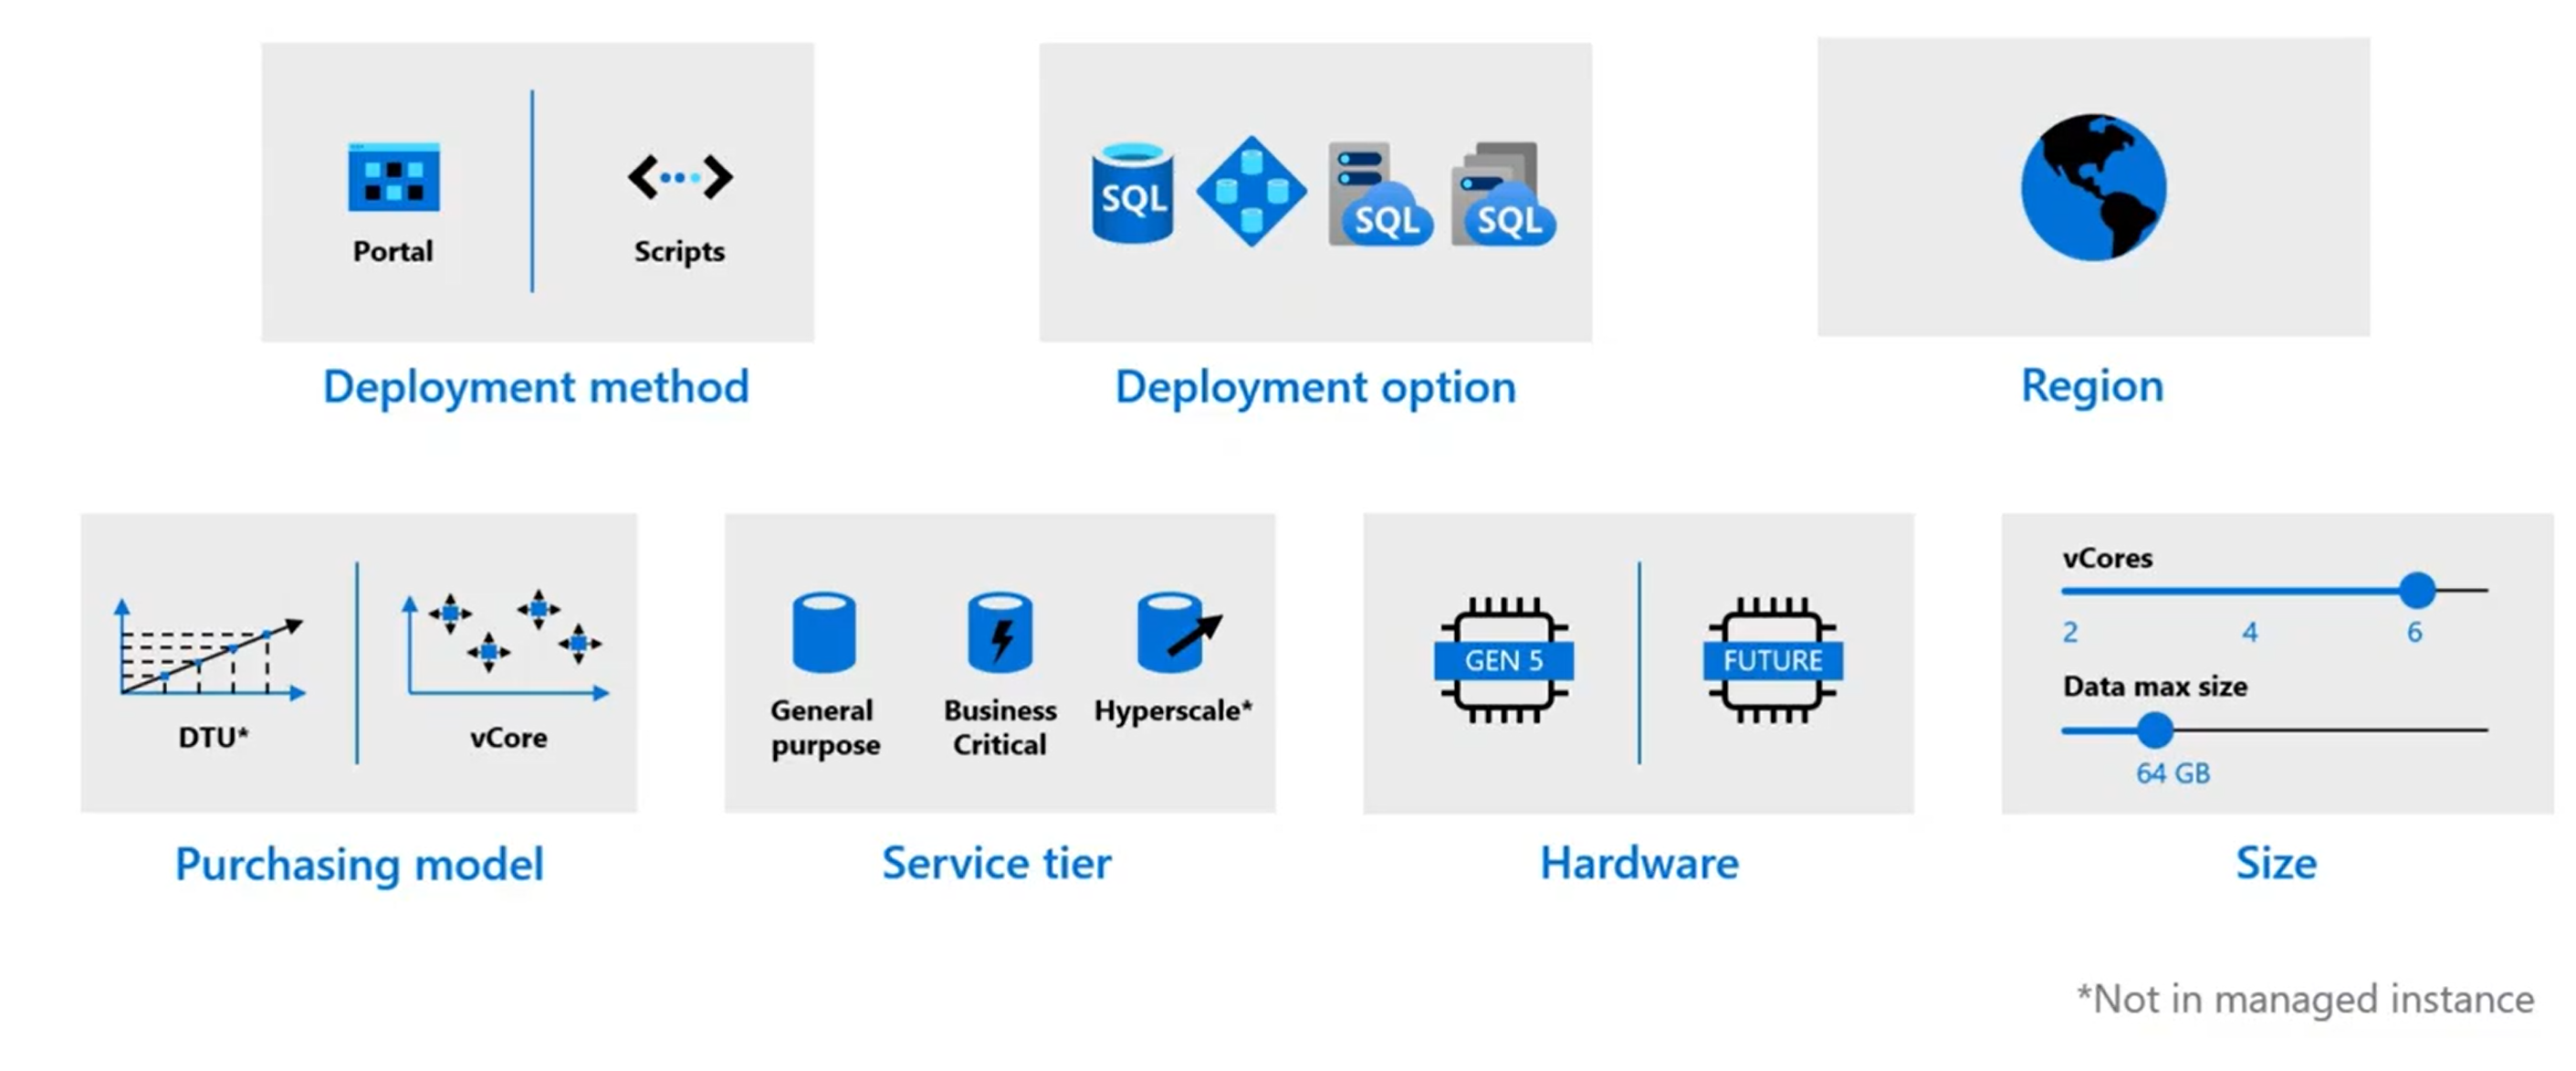 Portal
Scripts
Deployment method
SQL
SQL
SQL
Deployment option
Region
DTU*
vCore
Purchasing model
General
purpose
Business
Critical
Hyperscale*
Service tier
GEN 5
FUTURE
Hardware
vCores
2 4 6
Data max size
64 GB
Size
*Not in managed instance